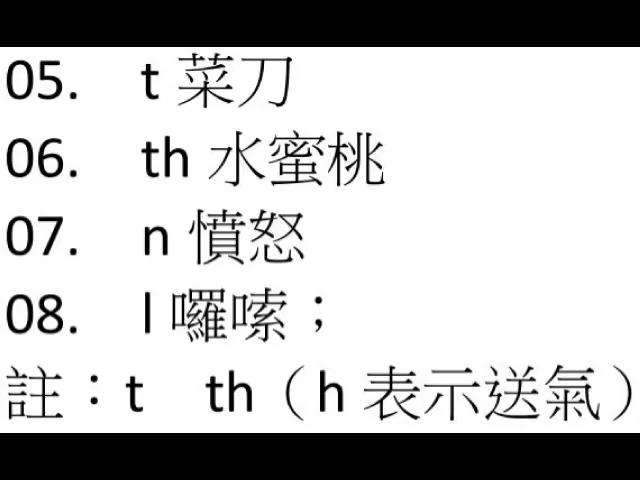 05. t 菜刀
06. th 水蜜桃
07. n 憤怒
08. l 囉嗦；
註：t th（h 表示送氣）